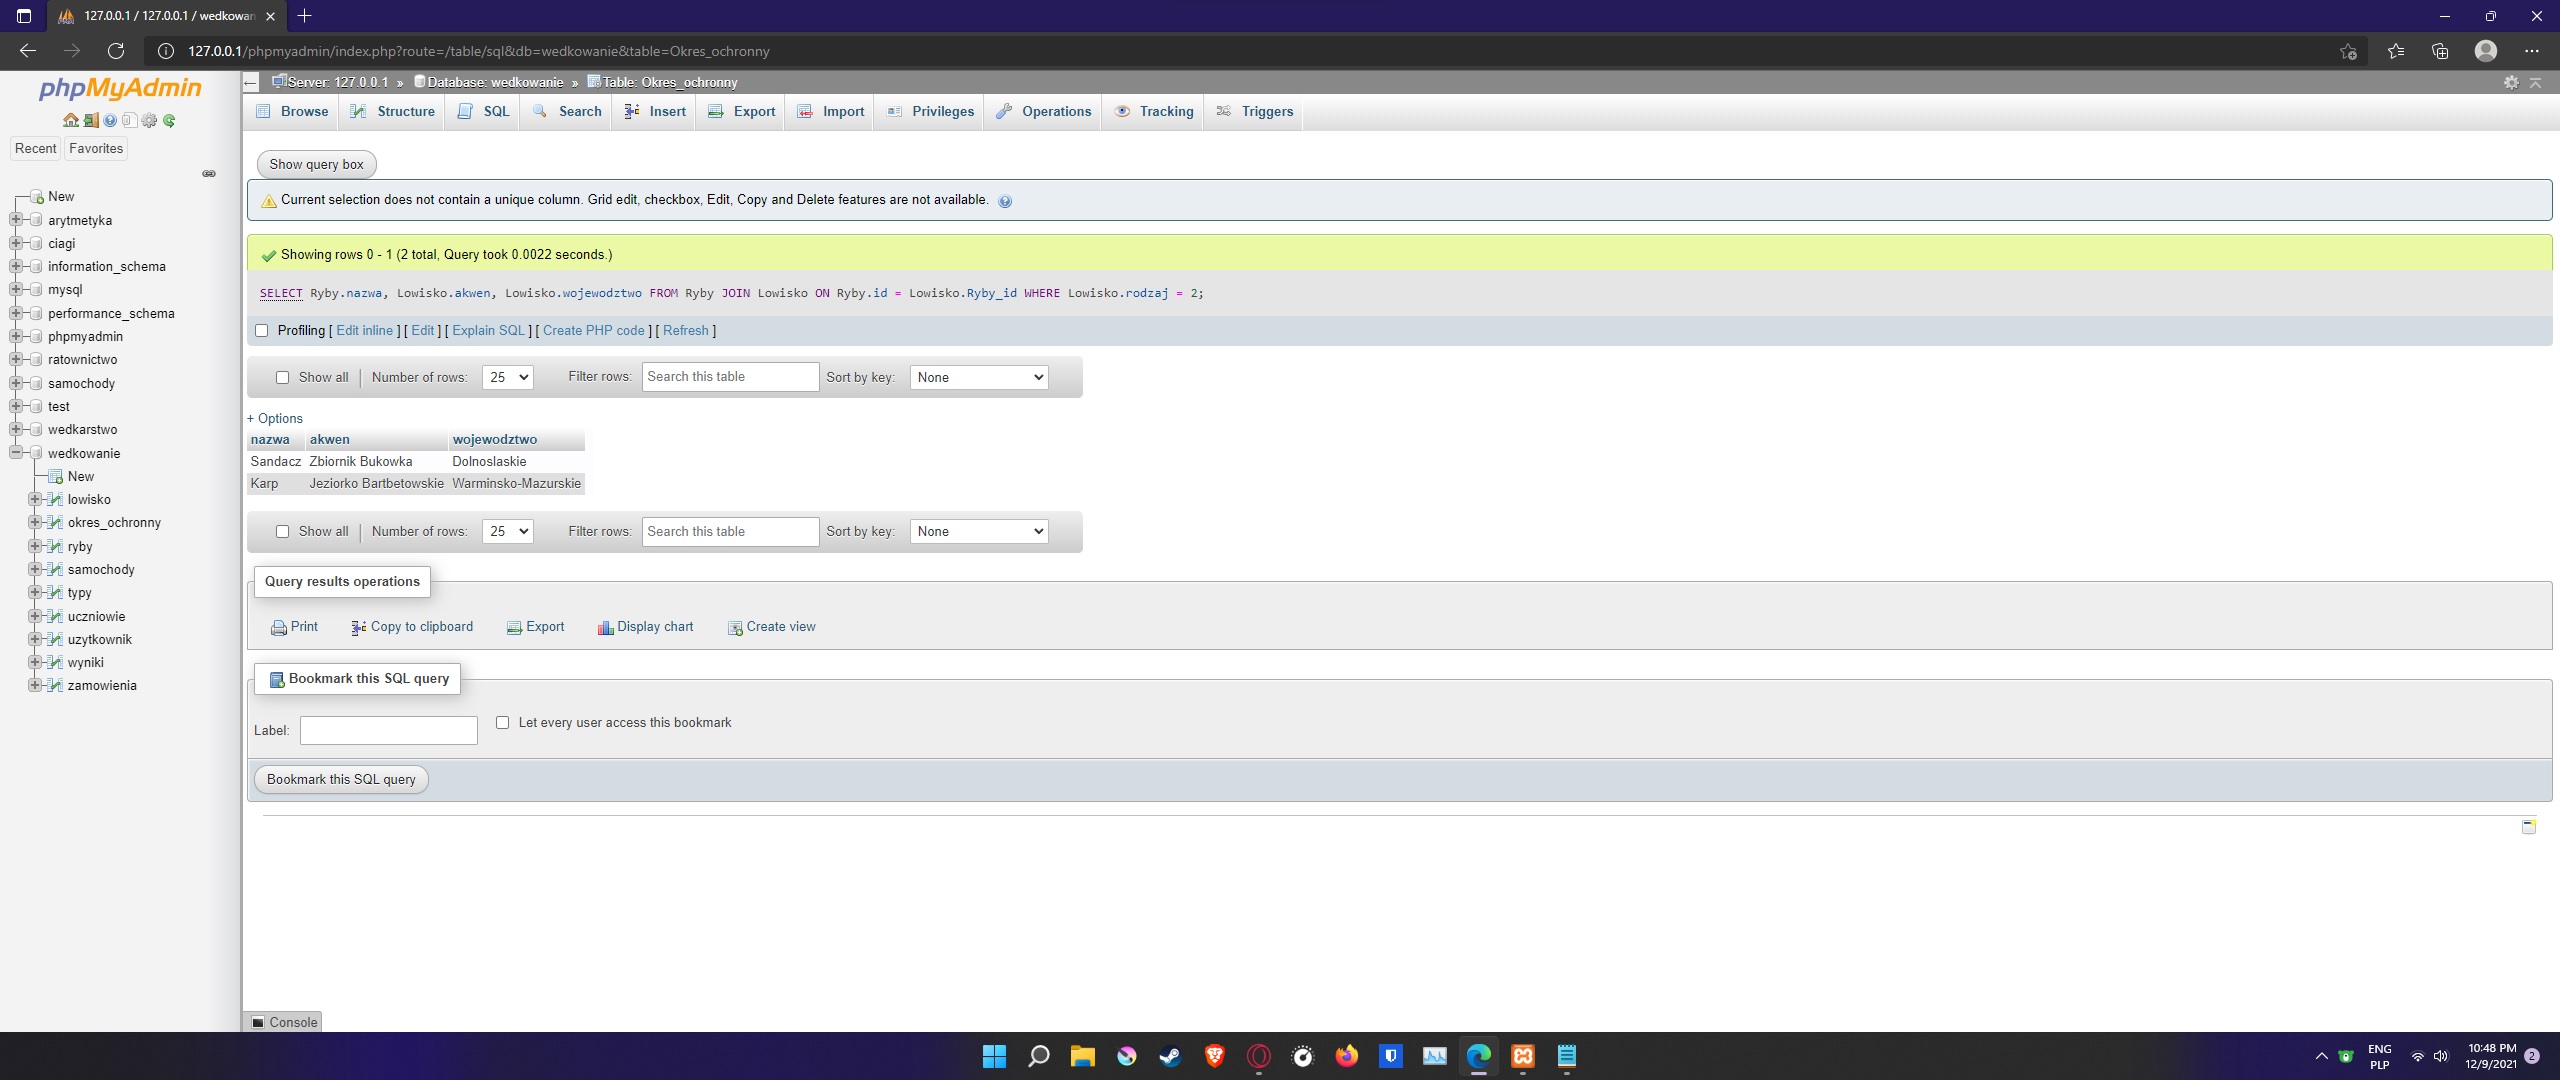 127.0.0.1 / 127.0.0.1 / wedkowan
127.0.0.1/phpmyadmin/index.php?route=/table/sql&db=wedkowanie&table=Okres_ochronny
phpMyAdmin
Recent Favorites
New
arytmetyka
ciagi
information_schema
mysql
performance_schema
phpmyadmin
ratownictwo
samochody
test
wedkarstwo
wedkowanie
New
lowisko
okres_ochronny
ryby
samochody
typy
uczniowie
uzytkownik
wyniki
zamowienia
Server: 127.0.0.1 » Database: wedkowanie » Table: Okres_ochronny
Browse Structure SQL Search Insert Export Import Privileges Operations Tracking Triggers
Show query box
Current selection does not contain a unique column. Grid edit, checkbox, Edit, Copy and Delete features are not available.
Showing rows 0 - 1 (2 total, Query took 0.0022 seconds.)
SELECT Ryby.nazwa, Lowisko.akwen, Lowisko.wojewodztwo FROM Ryby JOIN Lowisko ON Ryby.id = Lowisko.Ryby_id WHERE Lowisko.rodzaj = 2;
Profiling [ Edit inline ] [ Edit ] [ Explain SQL ] [ Create PHP code ] [ Refresh ]
Show all | Number of rows: 25 Filter rows: Search this table Sort by key: None
+ Options
nazwa akwen wojewodztwo
Sandacz Zbiornik Bukowka Dolnoslaskie
Karp Jeziorko Bartbetowskie Warminsko-Mazurskie
Show all | Number of rows: 25 Filter rows: Search this table Sort by key: None
Query results operations
Print Copy to clipboard Export Display chart Create view
Bookmark this SQL query
Label: Let every user access this bookmark
Bookmark this SQL query
Console
ENG
PLP
10:48 PM
12/9/2021
2